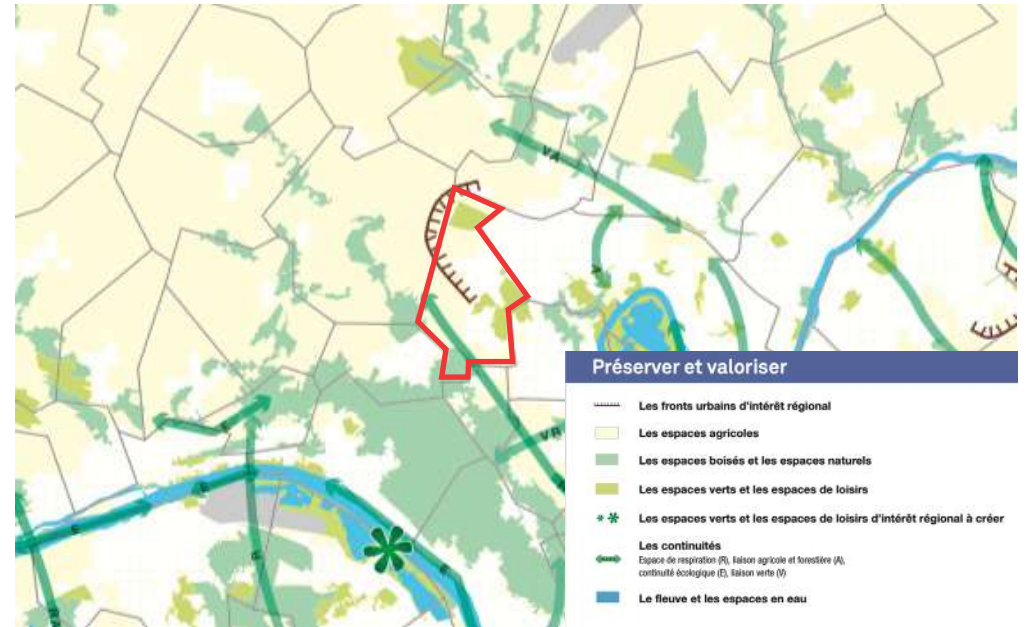 VA
V
VR
E
E
E
E
R
RA
Préserver et valoriser
Les fronts urbains d'intérêt régional
Les espaces agricoles
Les espaces boisés et les espaces naturels
Les espaces verts et les espaces de loisirs
Les espaces verts et les espaces de loisirs d'intérêt régional à créer
Les continuités
Espace de respiration (R), liaison agricole et forestière (A),
continuité écologique (E), liaison verte (V)
Le fleuve et les espaces en eau